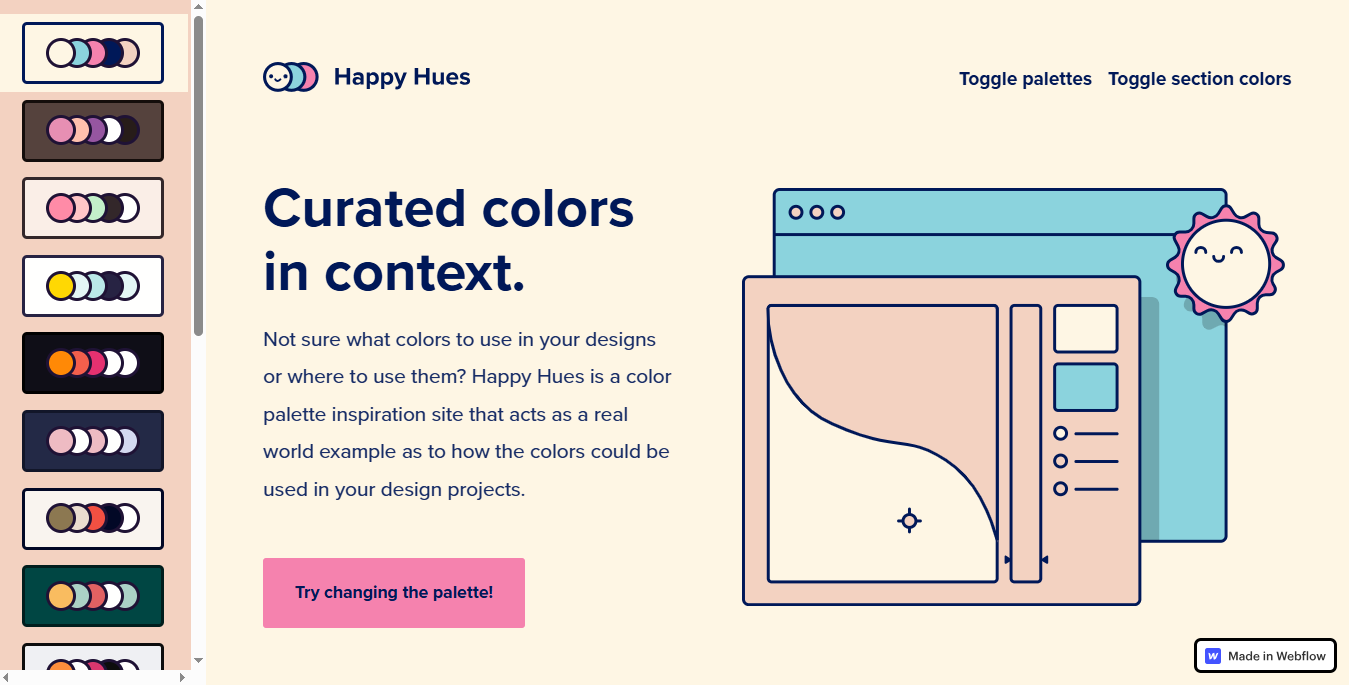 Happy Hues
Toggle palettes
Toggle section colors
Curated colors
in context.
Not sure what colors to use in your designs
or where to use them? Happy Hues is a color
palette inspiration site that acts as a real
world example as to how the colors could be
used in your design projects.
Try changing the palette!
w
Made in Webflow